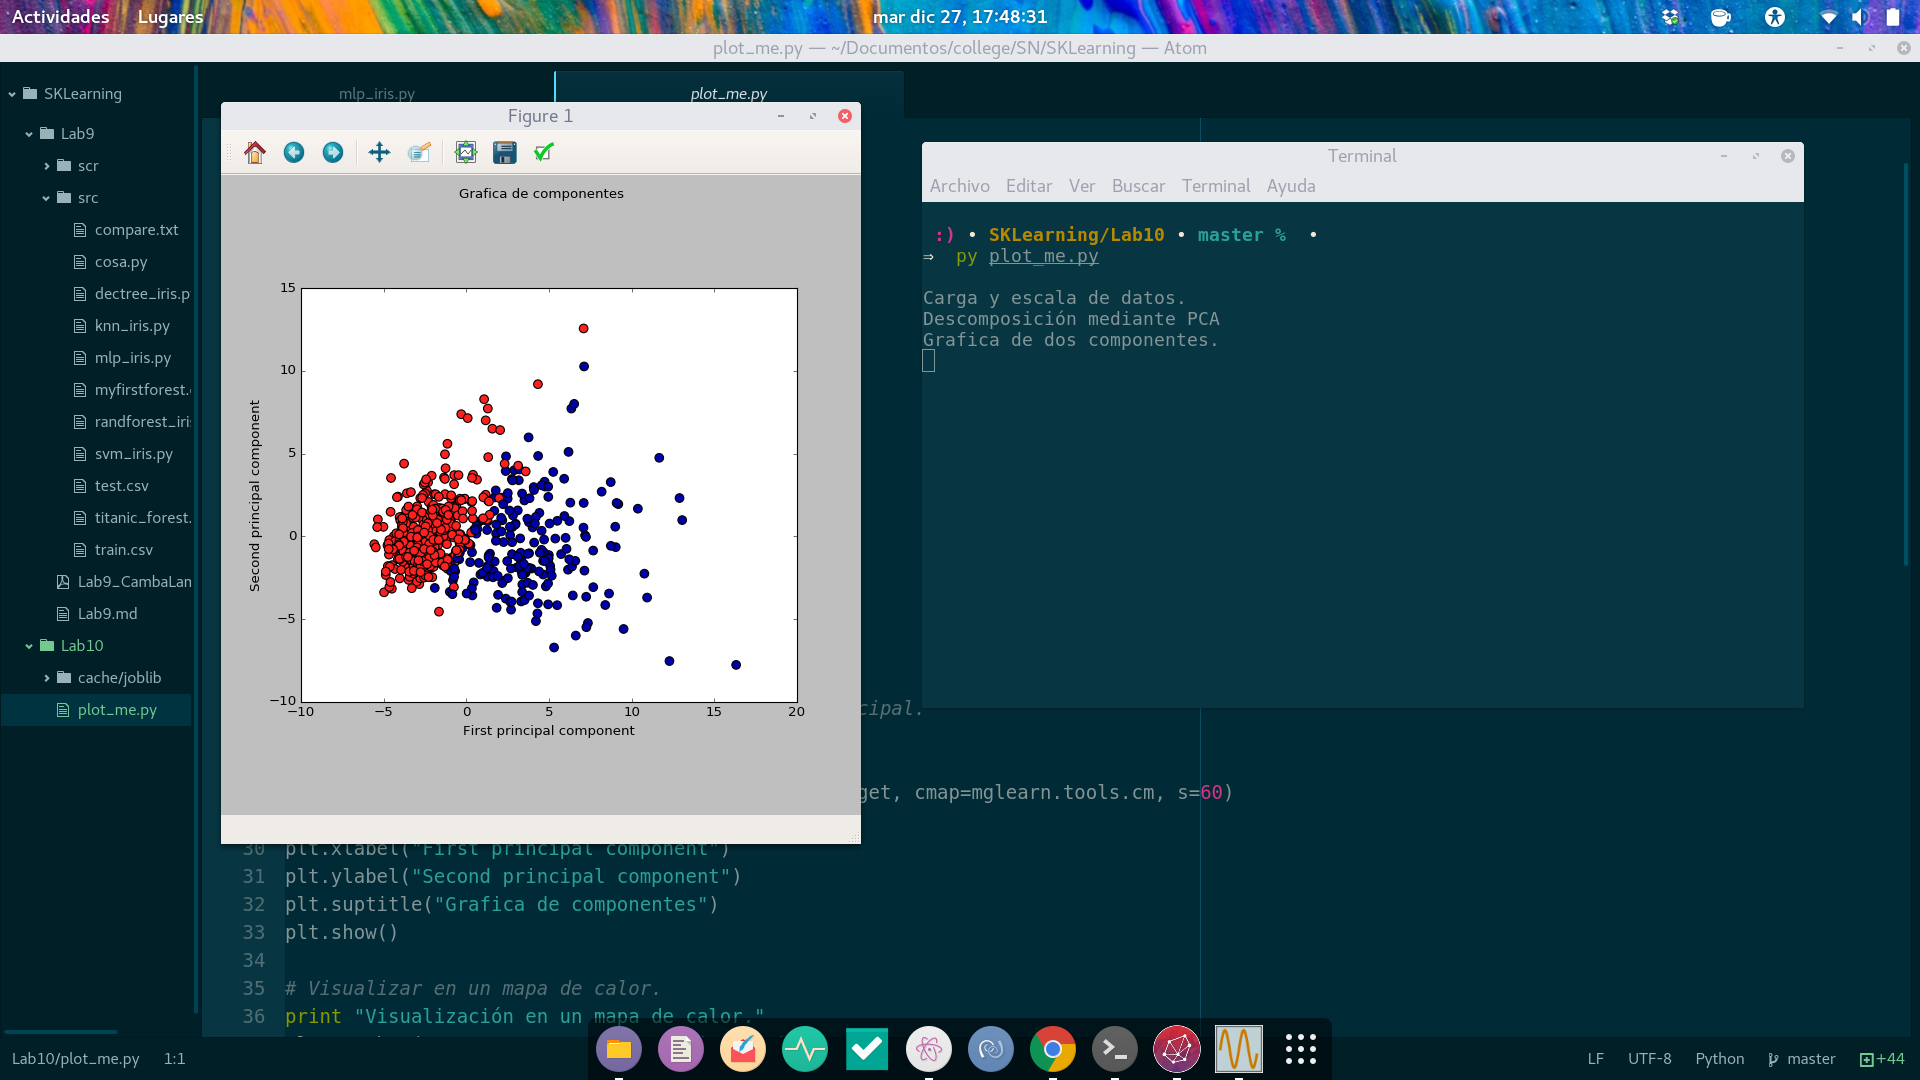 Actividades Lugares mar dic 27, 17:48:31
plot_me.py — ~/Documentos/college/SN/SKLearning — Atom
SKLearning
Lab9
scr
src
compare.txt
cosa.py
dectree_iris.p
knn_iris.py
mlp_iris.py
myfirstforest.
randforest_iri
svm_iris.py
test.csv
titanic_forest.
train.csv
Lab9_CambaLan
Lab9.md
Lab10
cache/joblib
plot_me.py
mlp_iris.py plot_me.py
Figure 1
Grafica de componentes
15
10
5
0
−5
−10
−10 −5 0 5 10 15 20
Second principal component
First principal component
Terminal
Archivo Editar Ver Buscar Terminal Ayuda
:) • SKLearning/Lab10 • master % •
⇒ py plot_me.py
Carga y escala de datos.
Descomposición mediante PCA
Grafica de dos componentes.
cipal.
get, cmap=mglearn.tools.cm, s=60)
30 plt.xlabel("First principal component")
31 plt.ylabel("Second principal component")
32 plt.suptitle("Grafica de componentes")
33 plt.show()
34
35 # Visualizar en un mapa de calor.
36 print "Visualización en un mapa de calor."
Lab10/plot_me.py 1:1 LF UTF-8 Python master +44